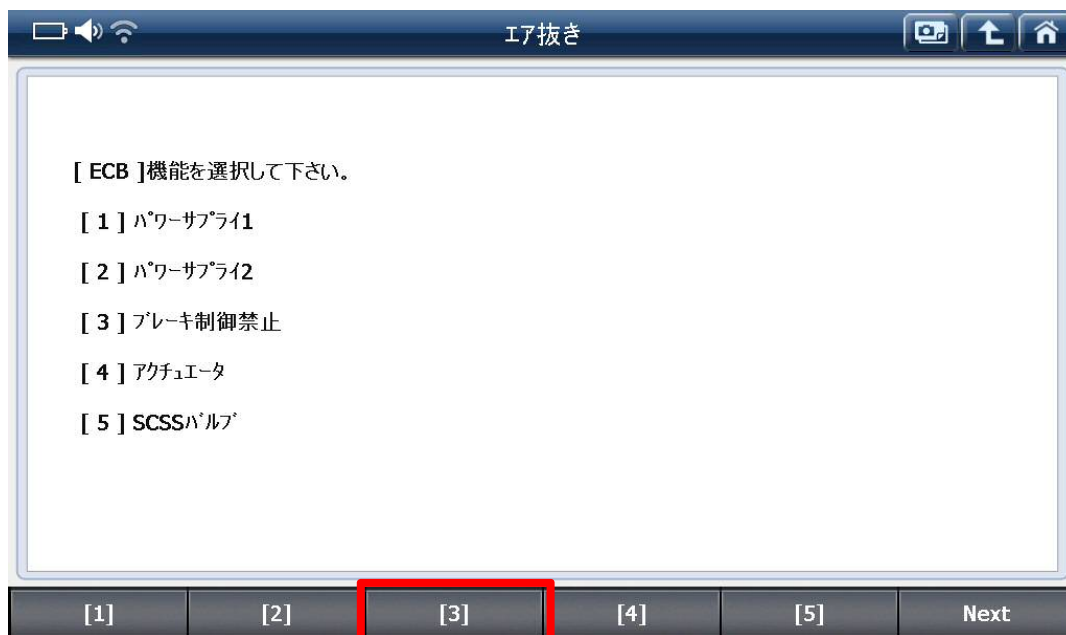 エア抜き
[ ECB ]機能を選択して下さい。
[ 1 ] ﾊﾟﾜｰｻﾌﾟﾗｲ1
[ 2 ] ﾊﾟﾜｰｻﾌﾟﾗｲ2
[ 3 ] ﾌﾞﾚｰｷ制御禁止
[ 4 ] ｱｸﾁｭｴｰﾀ
[ 5 ] SCSSﾊﾞﾙﾌﾞ
[1] [2] [3] [4] [5] Next